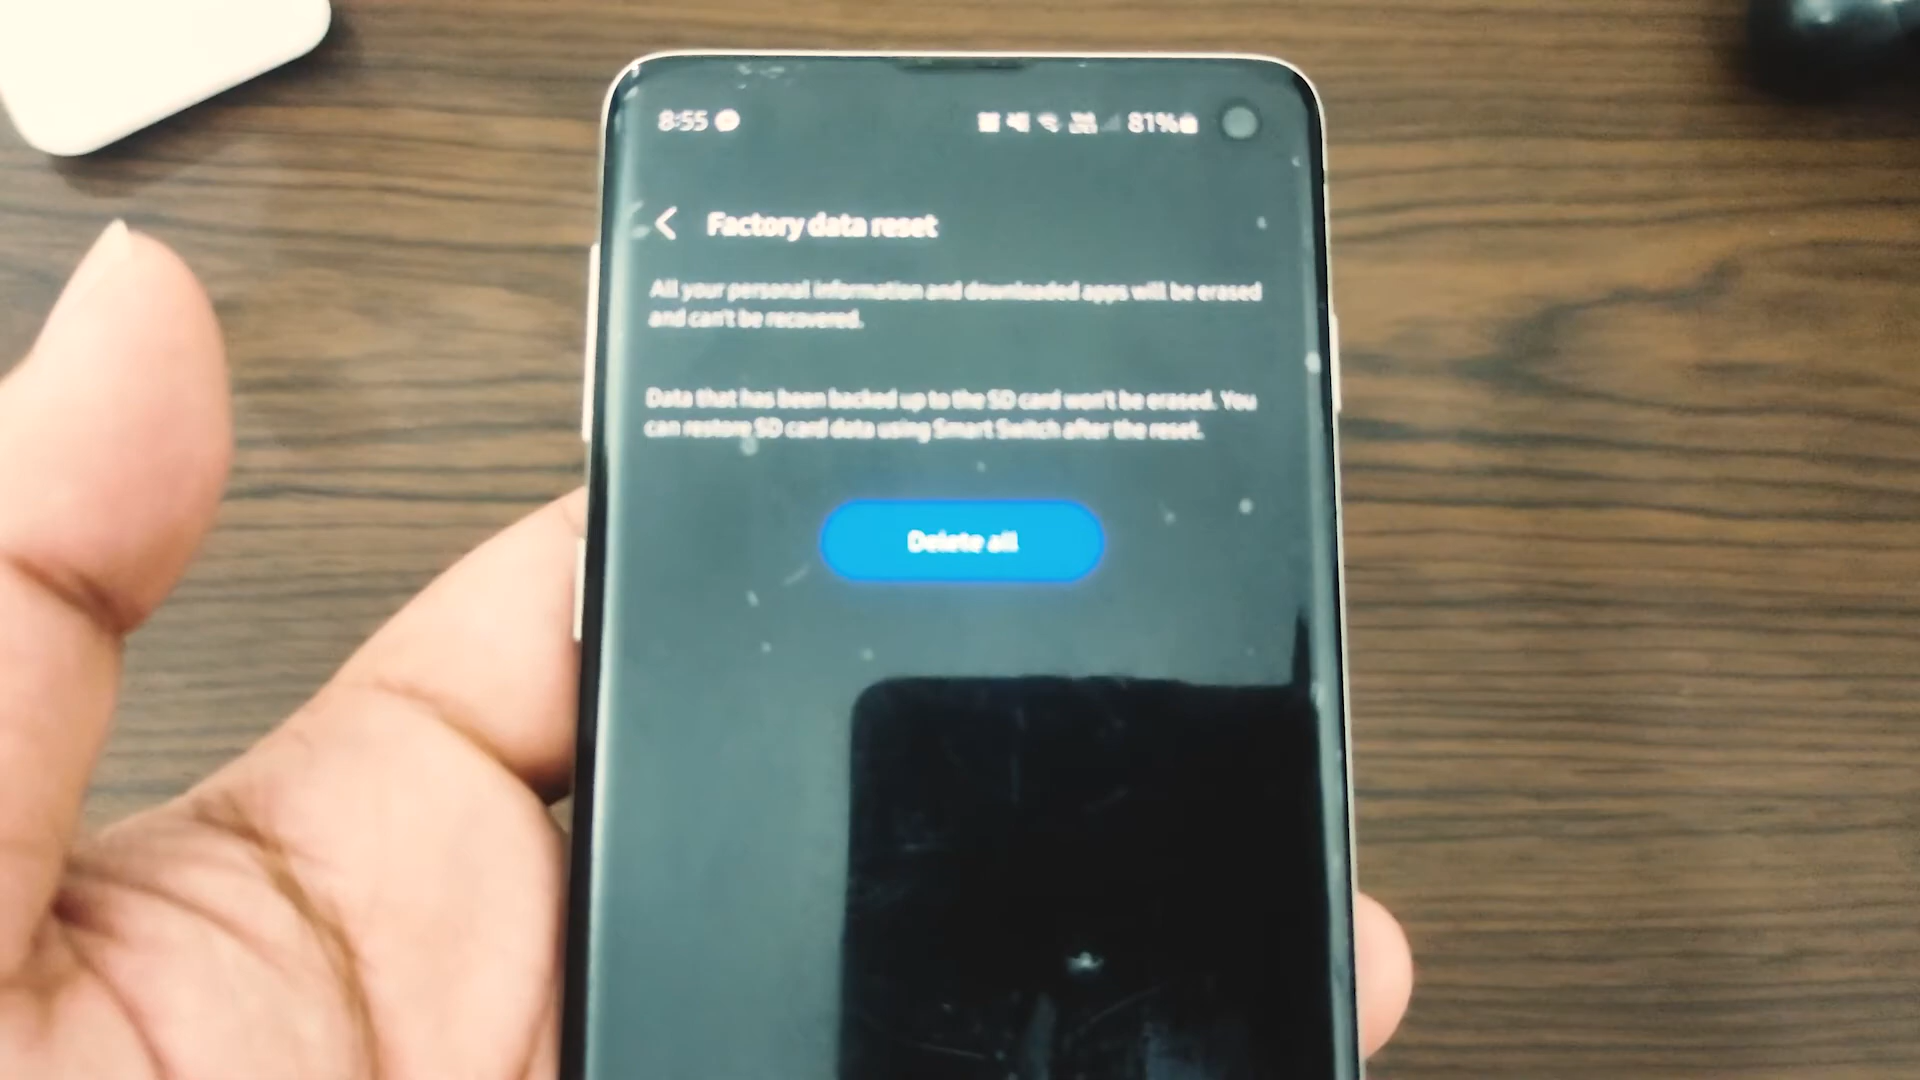 8:55
81%
Factory data reset
All your personal information and downloaded apps will be erased
and can't be recovered.
Data that has been backed up to the SD card won't be erased. You
can restore SD card data using Smart Switch after the reset.
Delete all